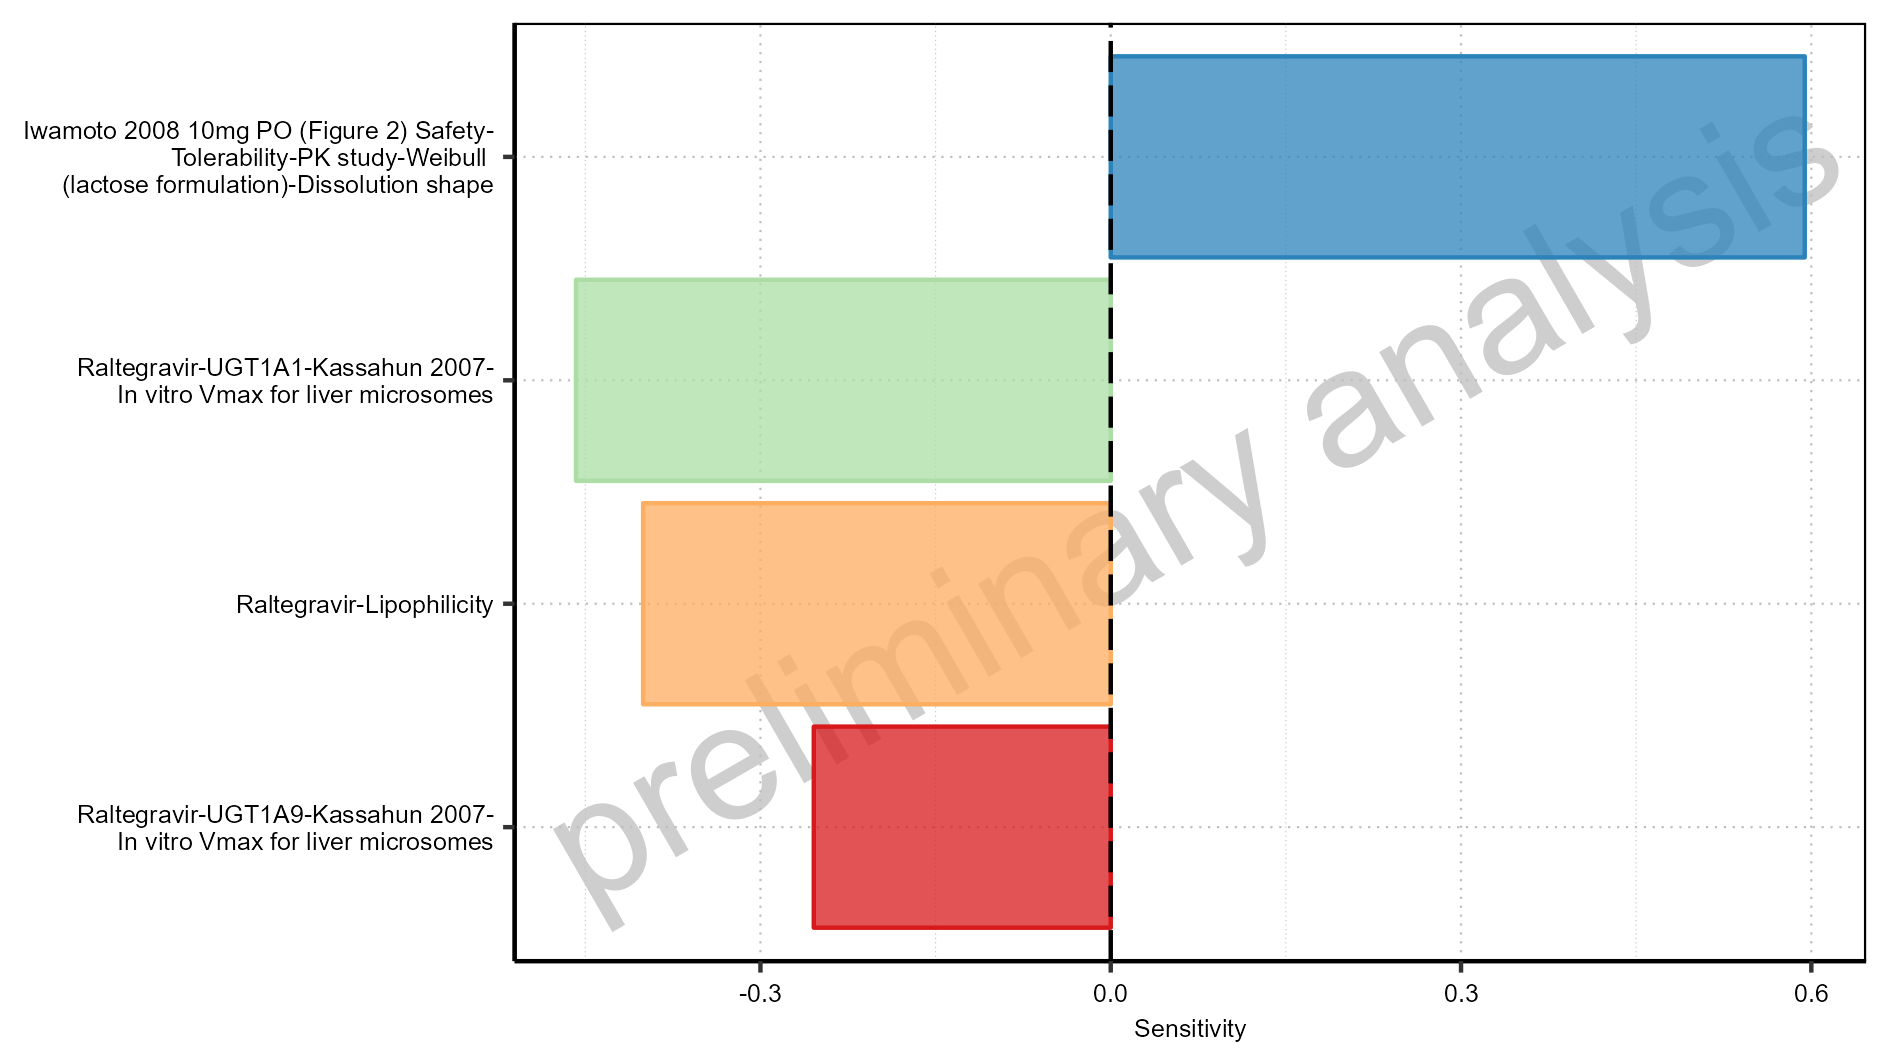 Iwamoto 2008 10mg PO (Figure 2) Safety-
Tolerability-PK study-Weibull
(lactose formulation)-Dissolution shape
Raltegravir-UGT1A1-Kassahun 2007-
In vitro Vmax for liver microsomes
Raltegravir-Lipophilicity
Raltegravir-UGT1A9-Kassahun 2007-
In vitro Vmax for liver microsomes
preliminary analysis
-0.3 0.0 0.3 0.6
Sensitivity